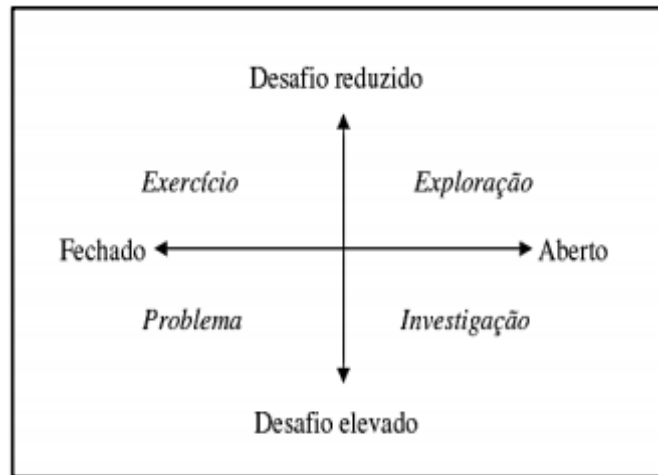 Desafio reduzido
Exercício
Exploração
Fechado
Aberto
Problema
Investigação
Desafio elevado